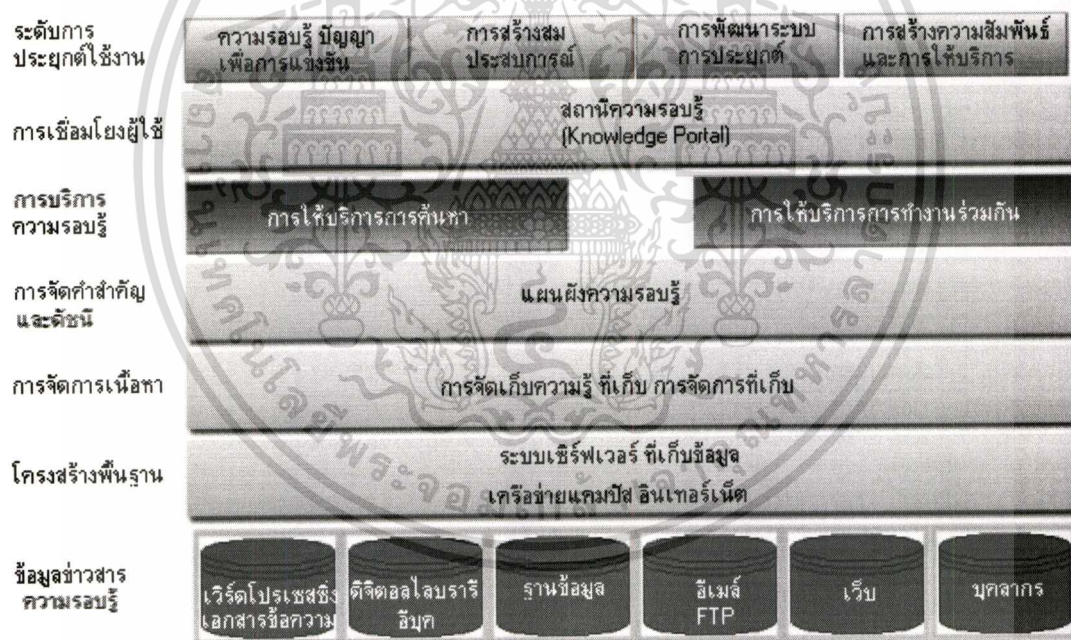 ระดับการ
ประยุกต์ใช้งาน
ความรอบรู้ ปัญญา
เพื่อการแข่งขัน
การสร้างสม
ประสบการณ์
การพัฒนาระบบ
การประยุกต์
การสร้างความสัมพันธ์
และการให้บริการ
การเชื่อมโยงผู้ใช้
สถานีความรอบรู้
(Knowledge Portal)
การบริการ
ความรอบรู้
การให้บริการการค้นหา
การให้บริการการทำงานร่วมกัน
การจัดคำสำคัญ
และดัชนี
แผนผังความรอบรู้
การจัดการเนื้อหา
การจัดเก็บความรู้ ที่เก็บ การจัดการที่เก็บ
โครงสร้างพื้นฐาน
ระบบเซิร์ฟเวอร์ ที่เก็บข้อมูล
เครือข่ายแคมปัส อินเทอร์เน็ต
ข้อมูลข่าวสาร
ความรอบรู้
เวิร์ดโปรเซสซิ่ง
เอกสารข้อความ
ดิจิตอลไลบรารี
อีบุค
ฐานข้อมูล
อีเมล์
FTP
เว็บ
บุคลากร